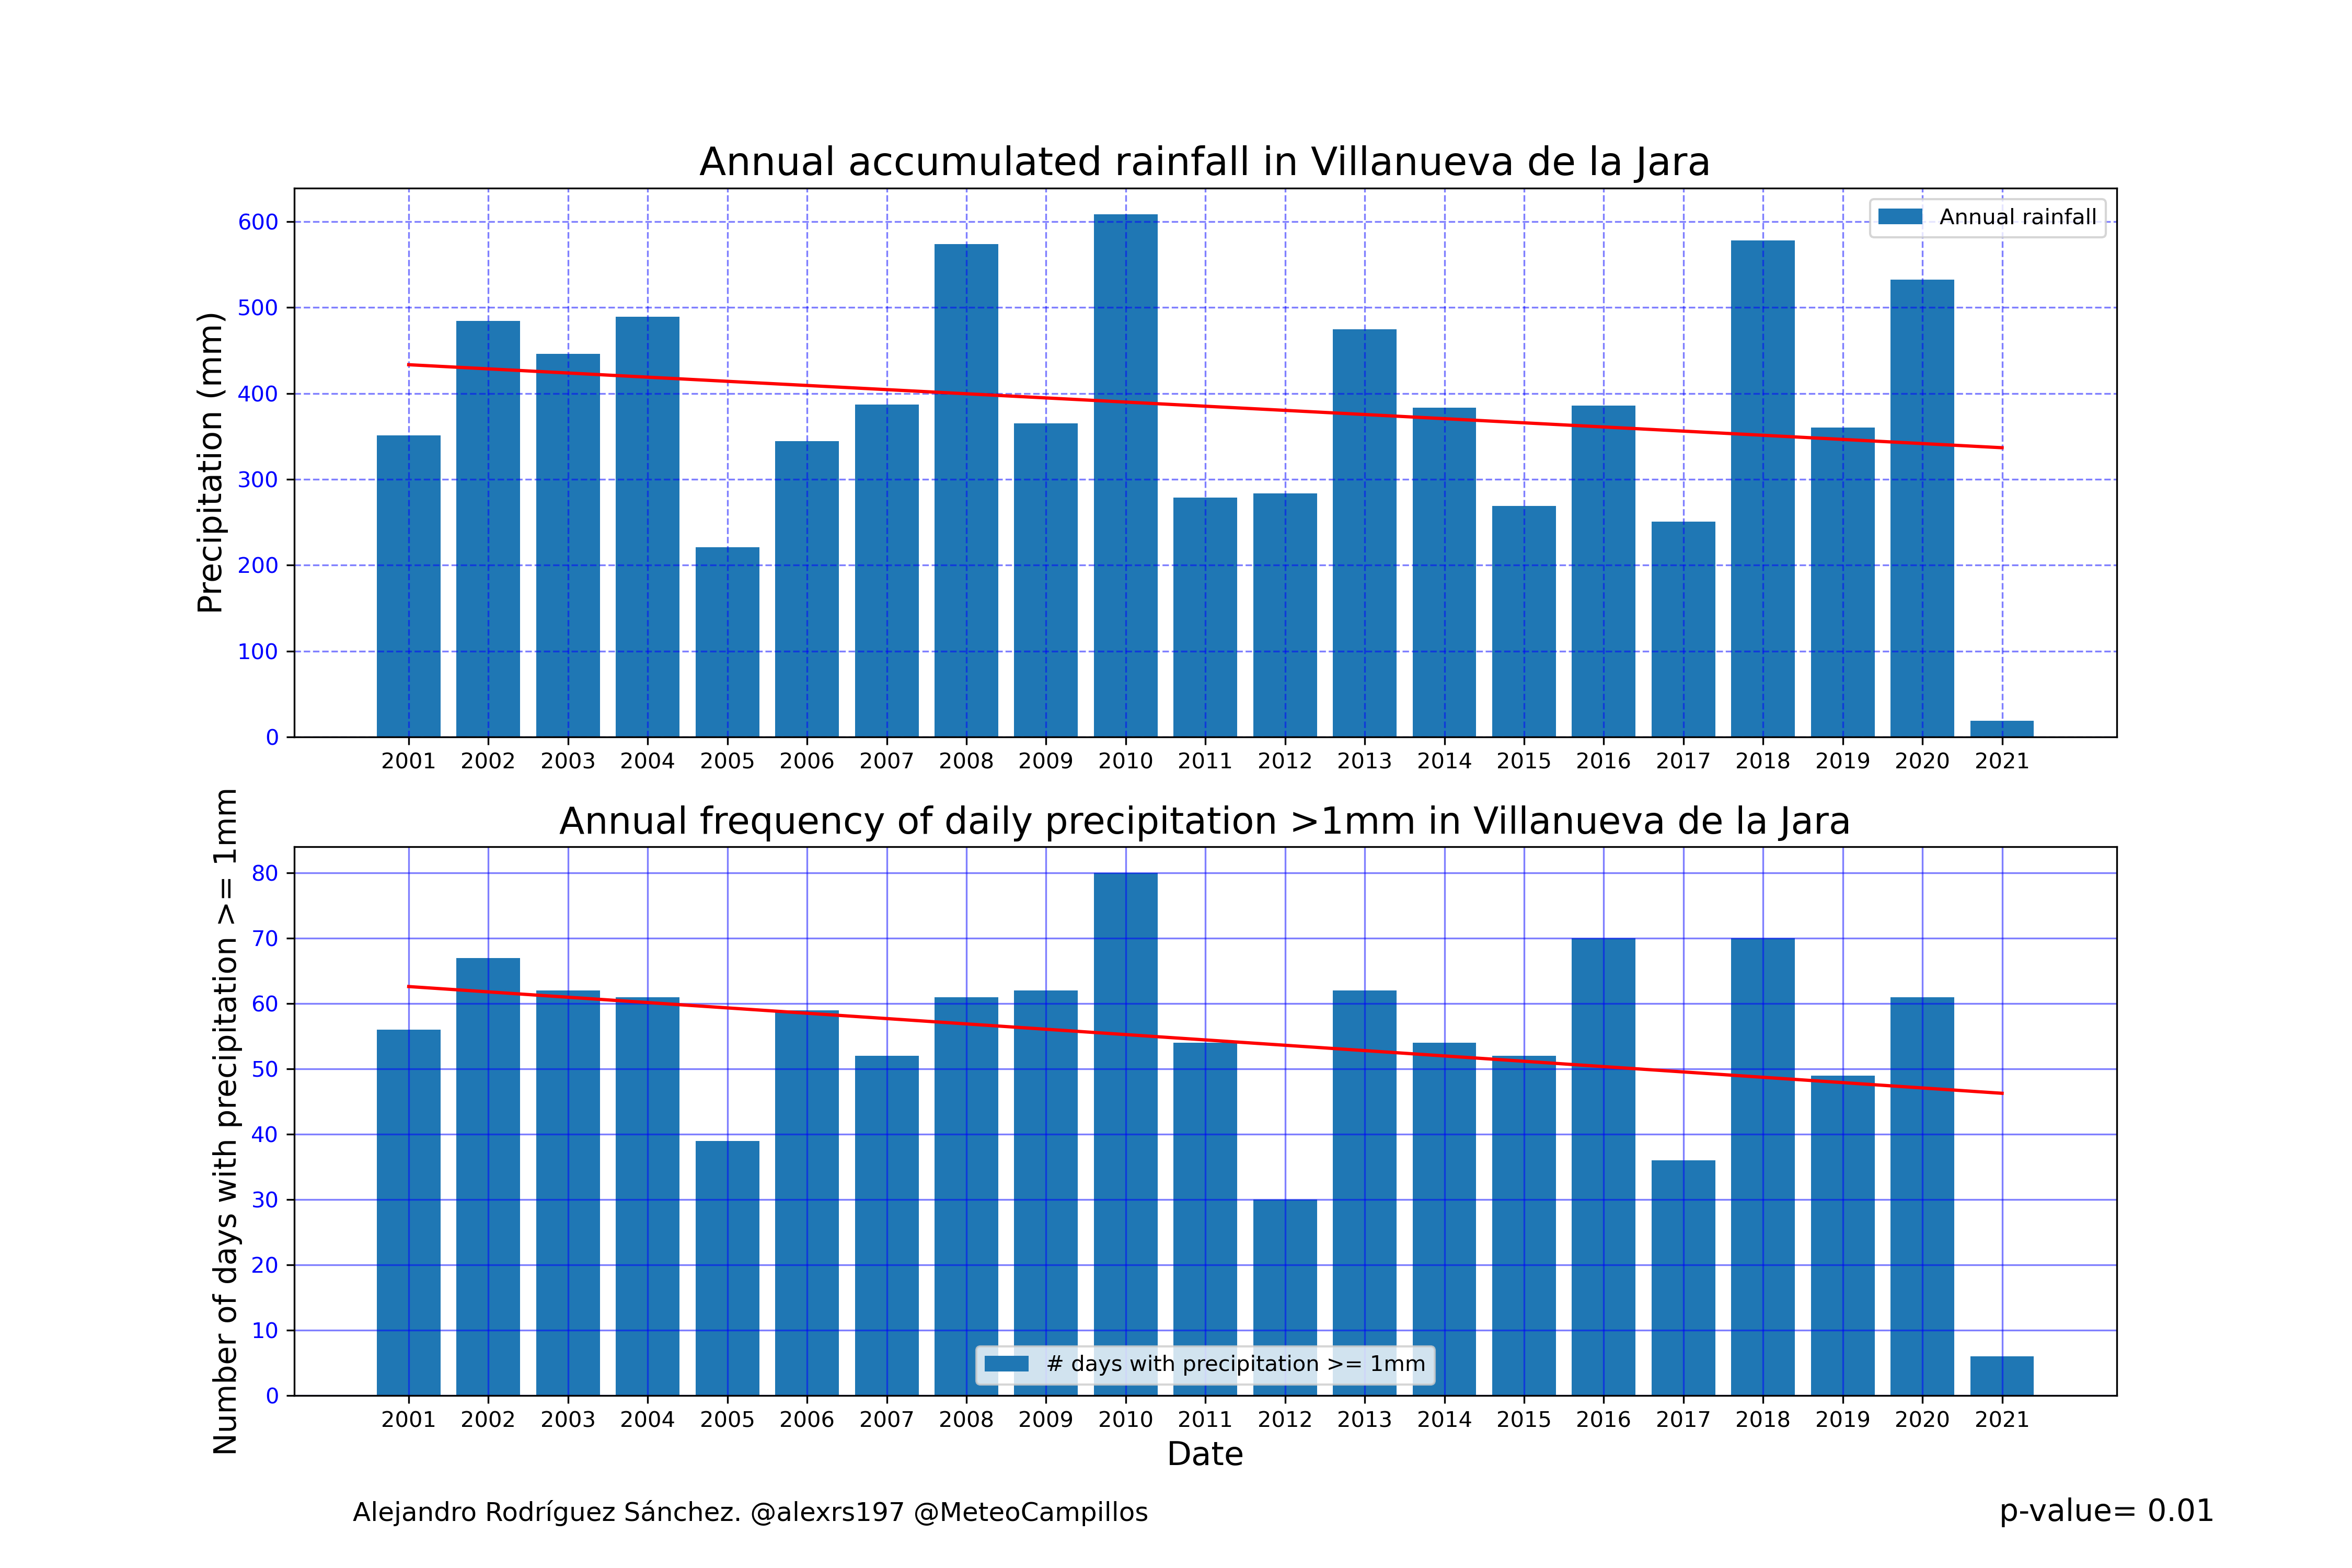 Annual accumulated rainfall in Villanueva de la Jara
Precipitation (mm)
600
500
400
300
200
100
0
Annual rainfall
2001 2002 2003 2004 2005 2006 2007 2008 2009 2010 2011 2012 2013 2014 2015 2016 2017 2018 2019 2020 2021
Annual frequency of daily precipitation >1mm in Villanueva de la Jara
Number of days with precipitation >= 1mm
80
70
60
50
40
30
20
10
0
# days with precipitation >= 1mm
2001 2002 2003 2004 2005 2006 2007 2008 2009 2010 2011 2012 2013 2014 2015 2016 2017 2018 2019 2020 2021
Date
Alejandro Rodríguez Sánchez. @alexrs197 @MeteoCampillos
p-value= 0.01